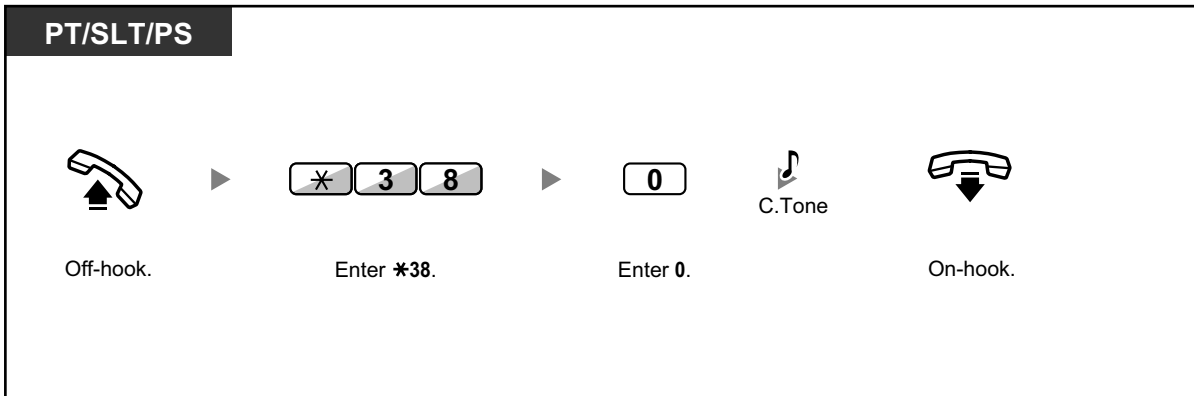 PT/SLT/PS
✳ 3 8
0
C.Tone
Off-hook.
Enter ✳38.
Enter 0.
On-hook.